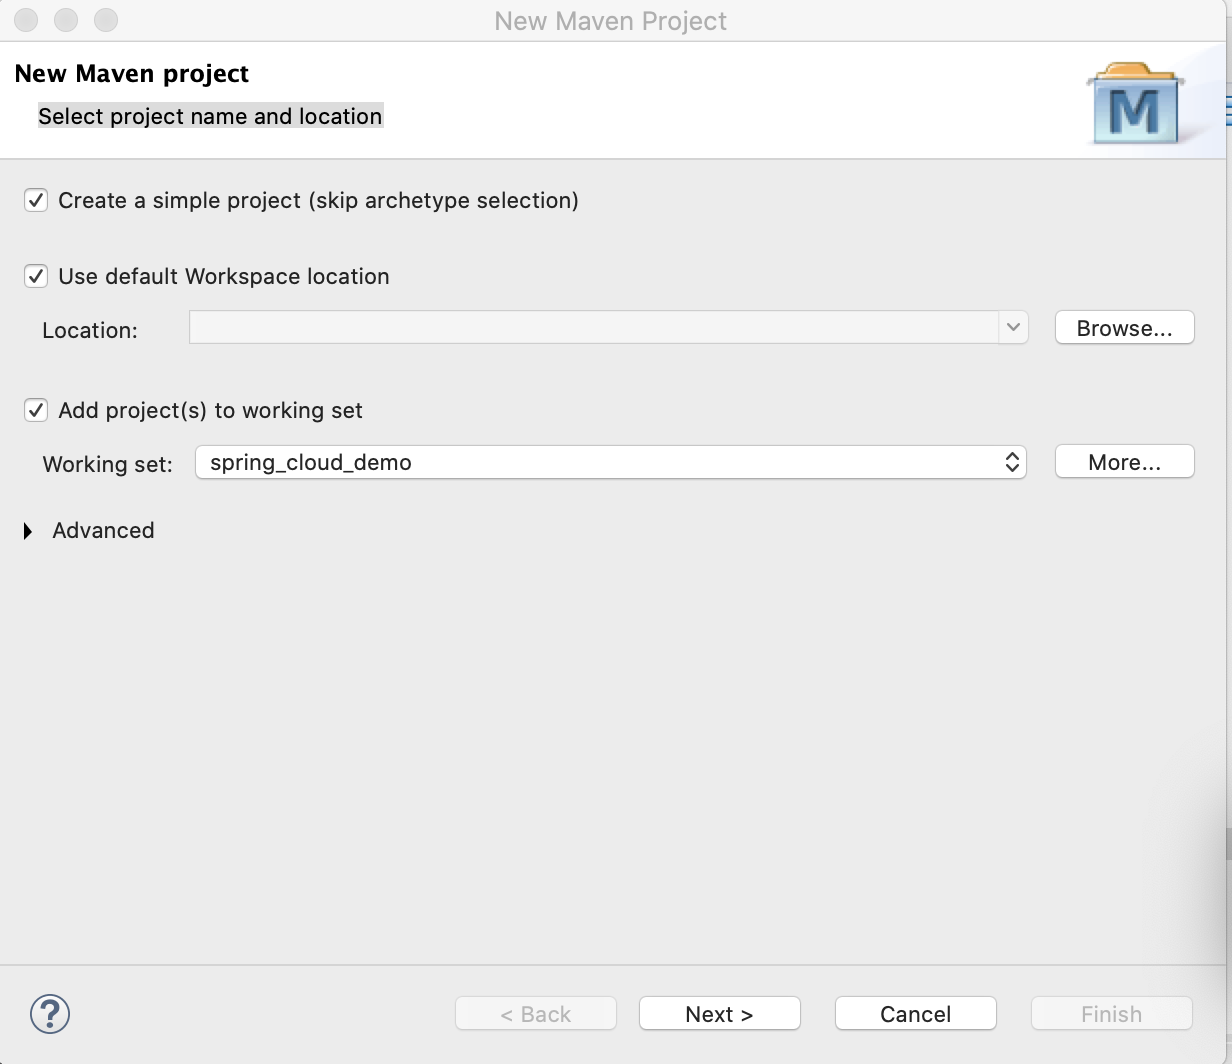 New Maven Project
New Maven project
Select project name and location
M
Create a simple project (skip archetype selection)
Use default Workspace location
Location:
Browse...
Add project(s) to working set
Working set:
spring_cloud_demo
More...
Advanced
?
< Back
Next >
Cancel
Finish